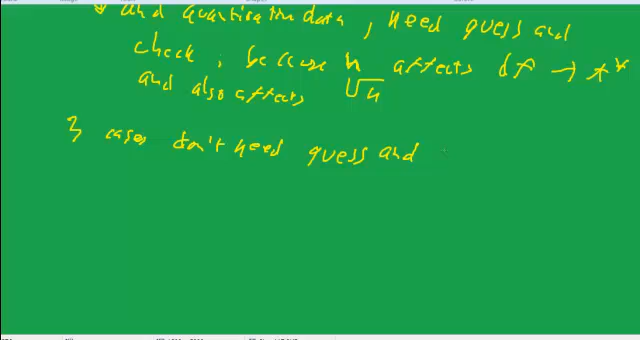 and quantitative data, need guess and
check, because n affects df → t*
and also affects √n
3 cases don't need guess and